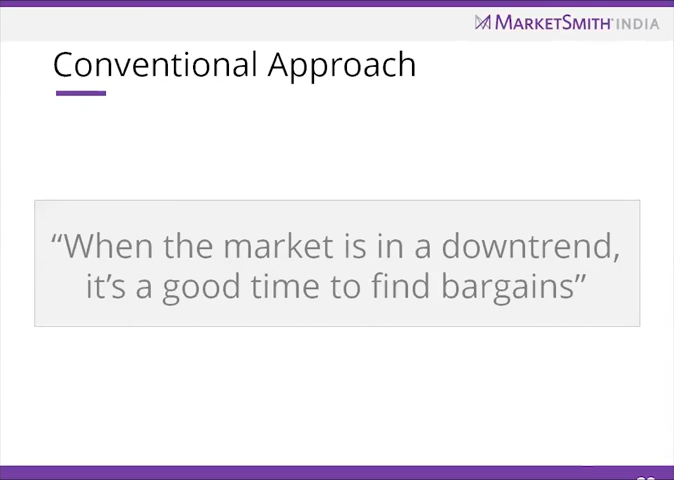 MARKETSMITH INDIA
Conventional Approach
“When the market is in a downtrend,
it’s a good time to find bargains”